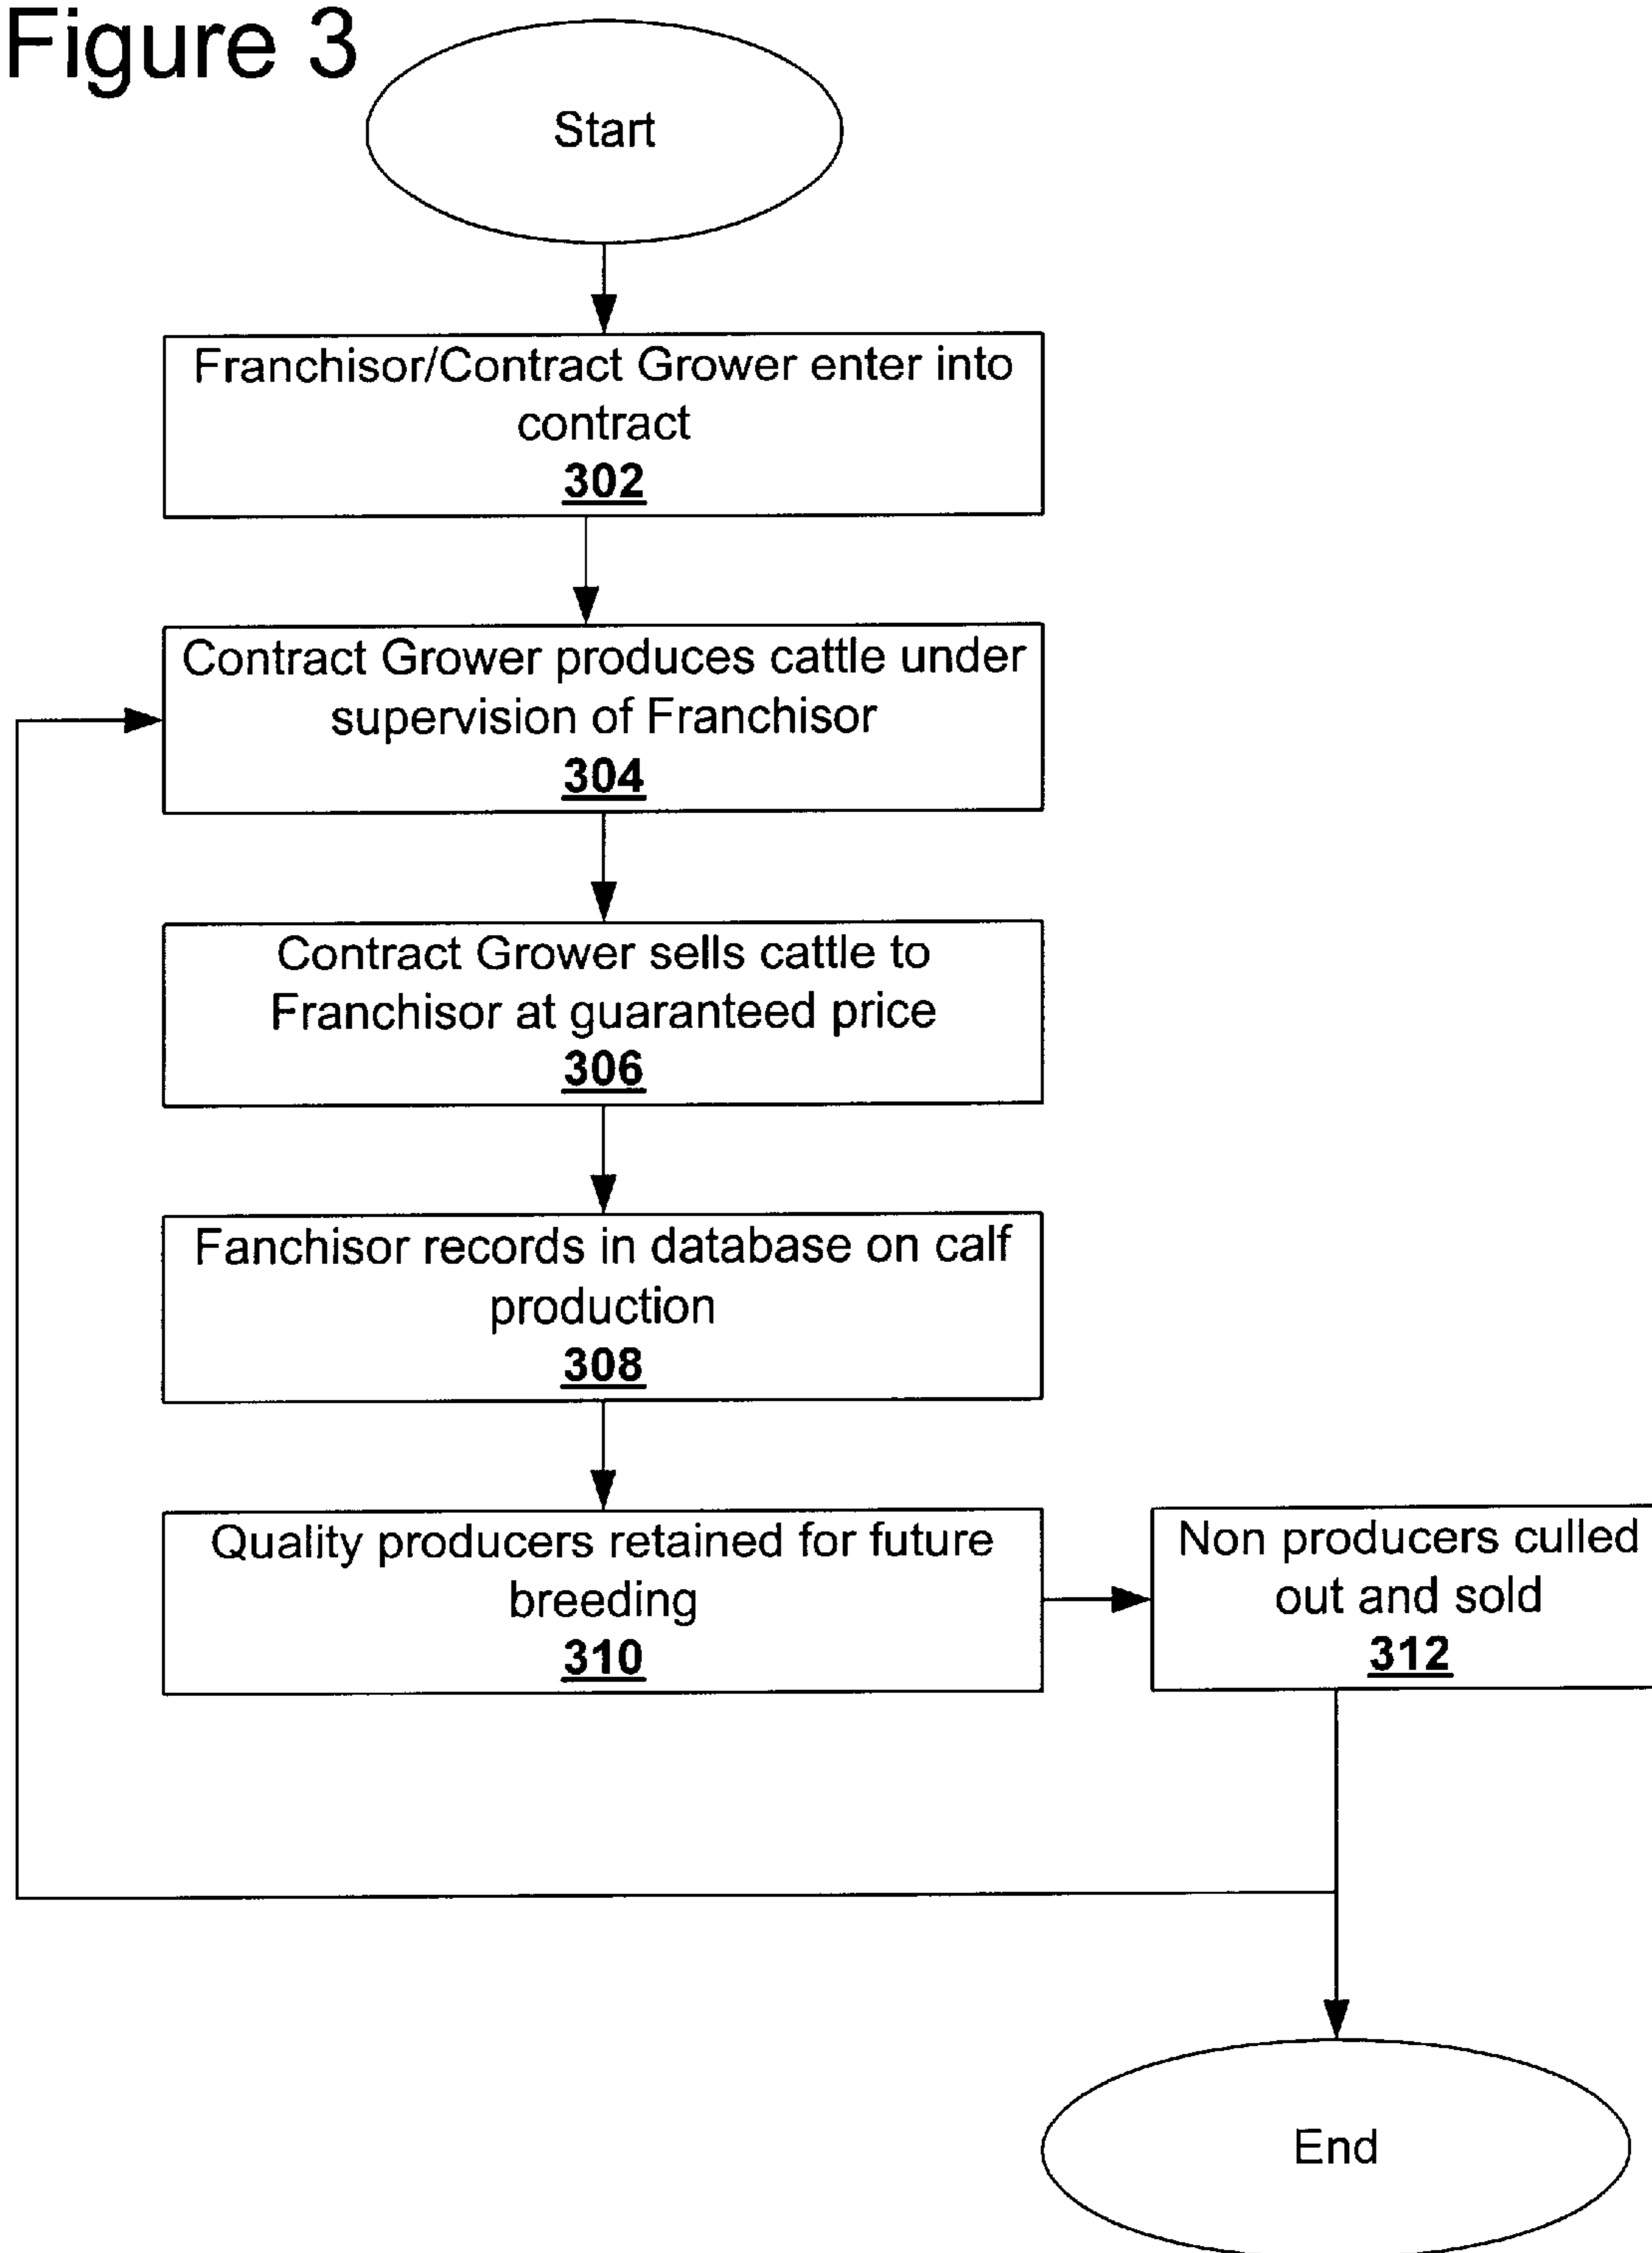 Figure 3
Start
Franchisor/Contract Grower enter into
contract
302
Contract Grower produces cattle under
supervision of Franchisor
304
Contract Grower sells cattle to
Franchisor at guaranteed price
306
Fanchisor records in database on calf
production
308
Quality producers retained for future
breeding
310
Non producers culled
out and sold
312
End